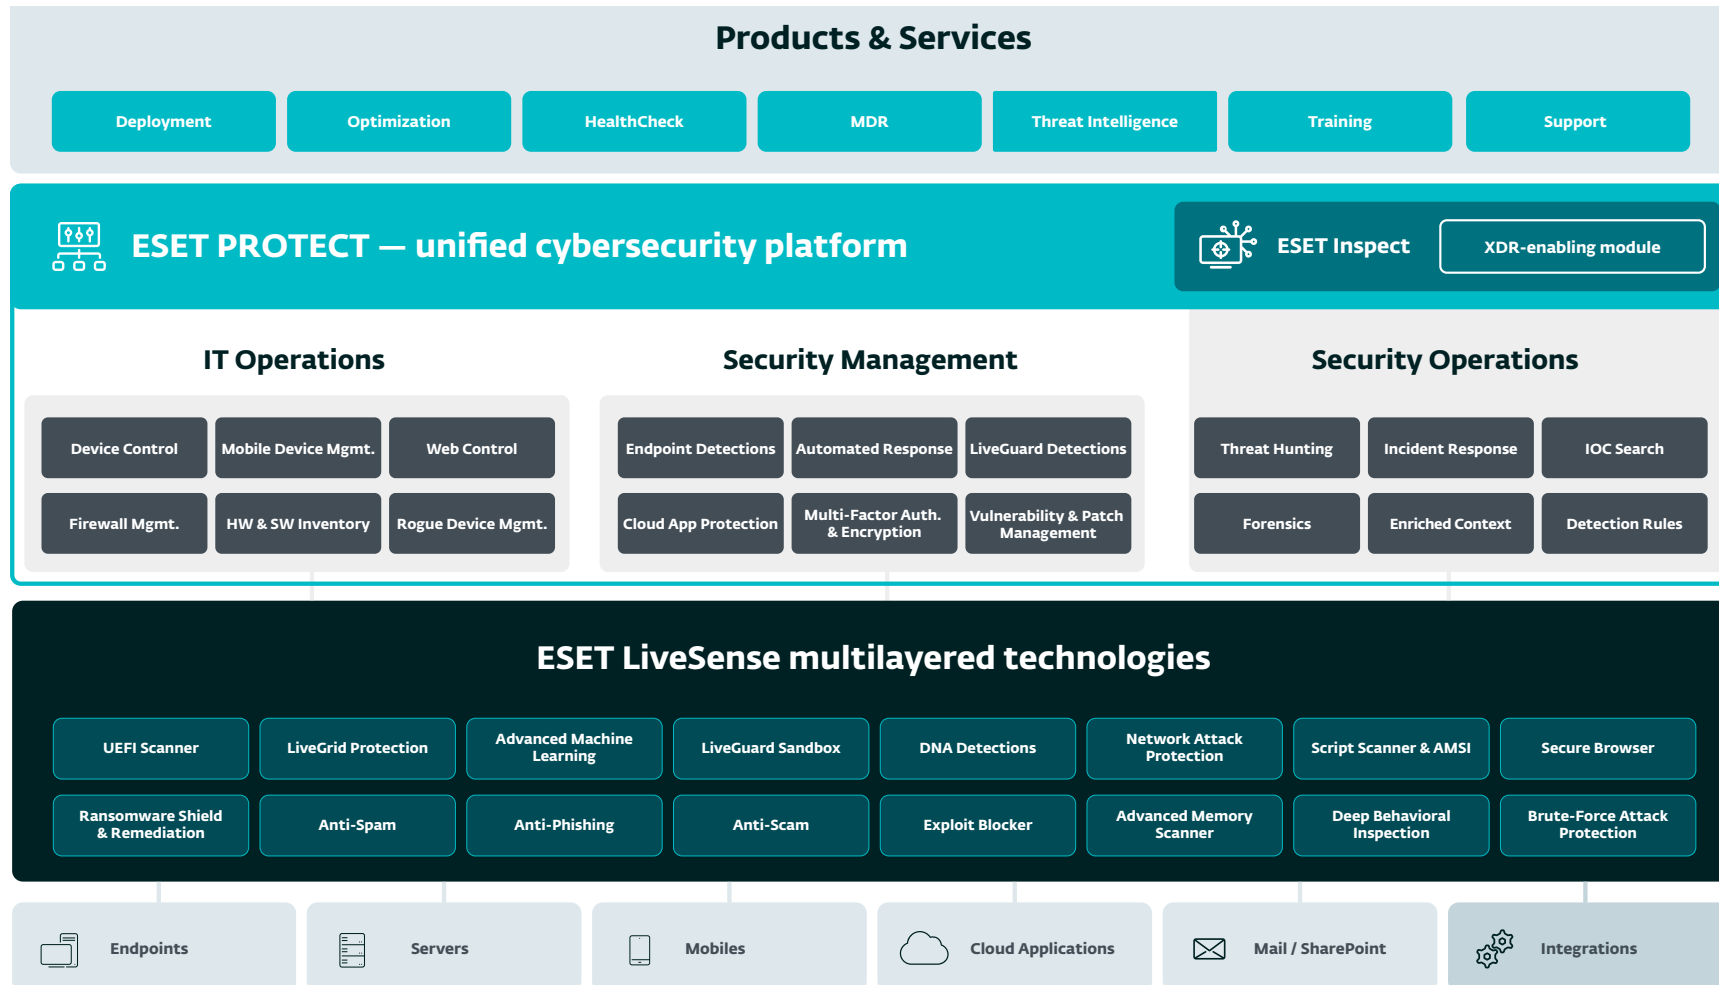 Products & Services
Deployment
Optimization
HealthCheck
MDR
Threat Intelligence
Training
Support
ESET PROTECT — unified cybersecurity platform
ESET Inspect
XDR-enabling module
IT Operations
Device Control
Mobile Device Mgmt.
Web Control
Firewall Mgmt.
HW & SW Inventory
Rogue Device Mgmt.
Security Management
Endpoint Detections
Automated Response
LiveGuard Detections
Cloud App Protection
Multi-Factor Auth.
& Encryption
Vulnerability & Patch
Management
Security Operations
Threat Hunting
Incident Response
IOC Search
Forensics
Enriched Context
Detection Rules
ESET LiveSense multilayered technologies
UEFI Scanner
LiveGrid Protection
Advanced Machine
Learning
LiveGuard Sandbox
DNA Detections
Network Attack
Protection
Script Scanner & AMSI
Secure Browser
Ransomware Shield
& Remediation
Anti-Spam
Anti-Phishing
Anti-Scam
Exploit Blocker
Advanced Memory
Scanner
Deep Behavioral
Inspection
Brute-Force Attack
Protection
Endpoints
Servers
Mobiles
Cloud Applications
Mail / SharePoint
Integrations